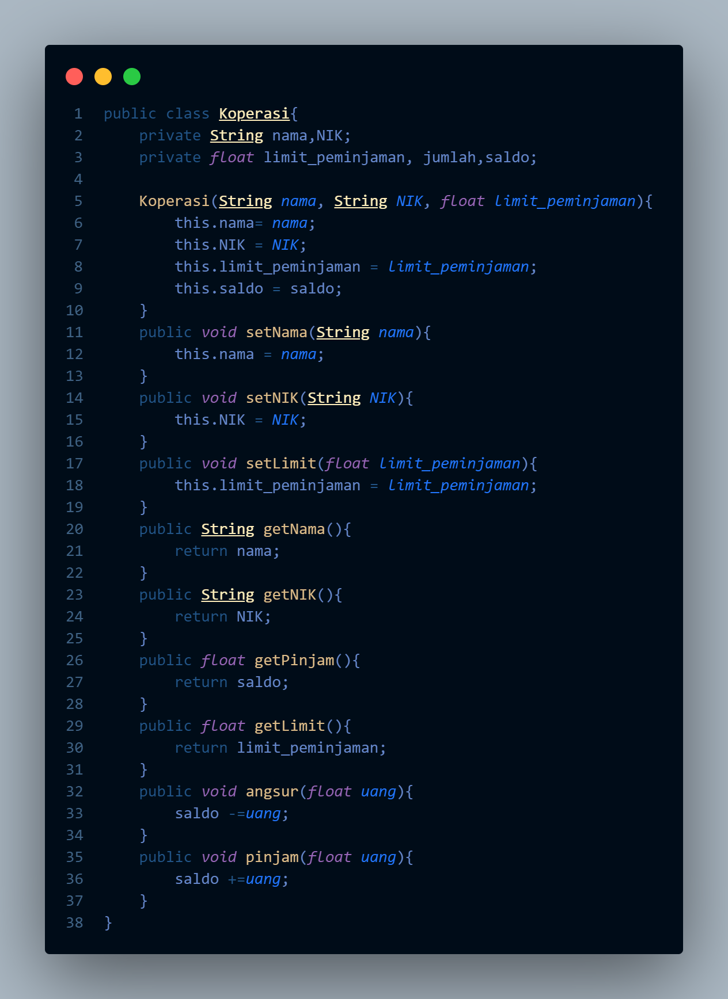 1 public class Koperasi{
2     private String nama,NIK;
3     private float limit_peminjaman, jumlah,saldo;
4
5     Koperasi(String nama, String NIK, float limit_peminjaman){
6         this.nama= nama;
7         this.NIK = NIK;
8         this.limit_peminjaman = limit_peminjaman;
9         this.saldo = saldo;
10     }
11     public void setNama(String nama){
12         this.nama = nama;
13     }
14     public void setNIK(String NIK){
15         this.NIK = NIK;
16     }
17     public void setLimit(float limit_peminjaman){
18         this.limit_peminjaman = limit_peminjaman;
19     }
20     public String getNama(){
21         return nama;
22     }
23     public String getNIK(){
24         return NIK;
25     }
26     public float getPinjam(){
27         return saldo;
28     }
29     public float getLimit(){
30         return limit_peminjaman;
31     }
32     public void angsur(float uang){
33         saldo -=uang;
34     }
35     public void pinjam(float uang){
36         saldo +=uang;
37     }
38 }